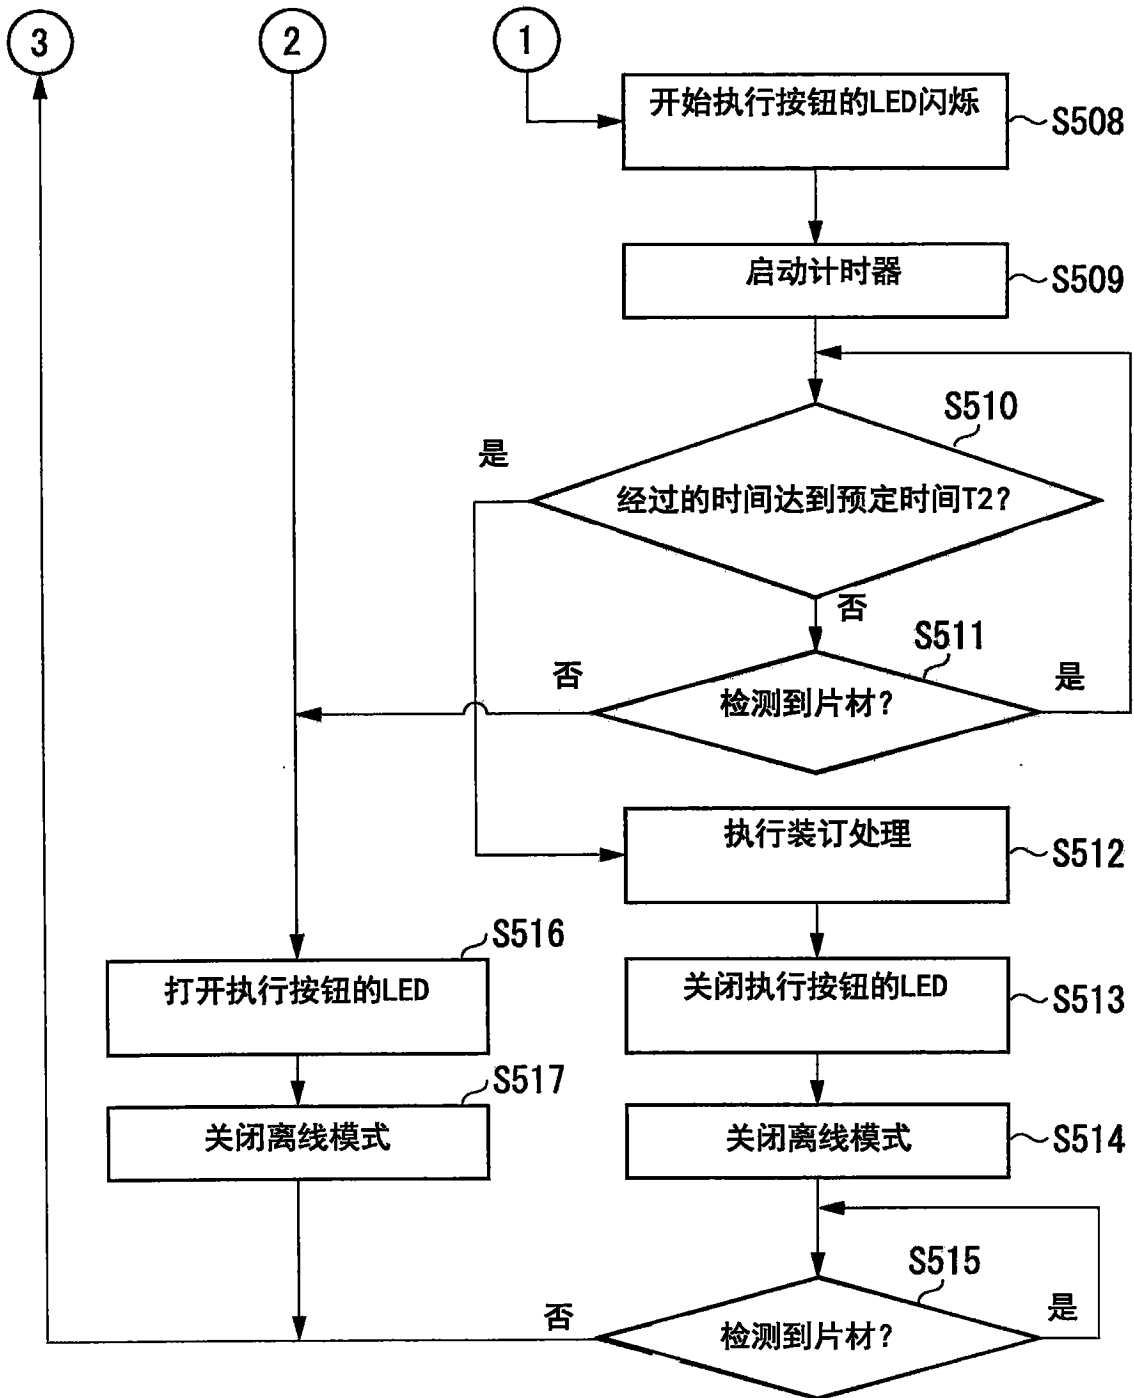 3
2
1
开始执行按钮的LED闪烁
S508
启动计时器
S509
S510
是
经过的时间达到预定时间T2?
否
S511
否
检测到片材?
是
执行装订处理
S512
S516
打开执行按钮的LED
关闭执行按钮的LED
S513
S517
关闭离线模式
关闭离线模式
S514
S515
否
检测到片材?
是